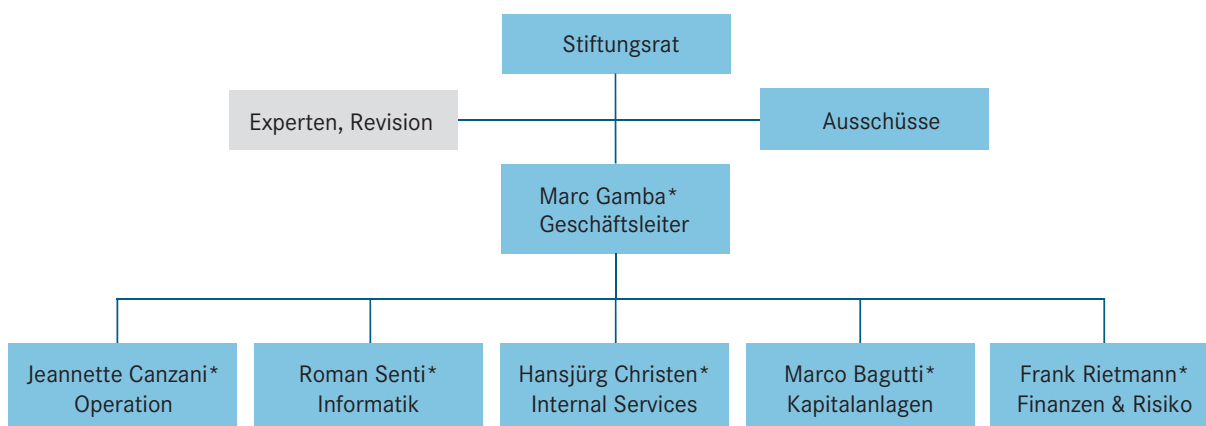 Stiftungsrat
Experten, Revision
Ausschüsse
Marc Gamba*
Geschäftsleiter
Jeannette Canzani*
Operation
Roman Senti*
Informatik
Hansjürg Christen*
Internal Services
Marco Bagutti*
Kapitalanlagen
Frank Rietmann*
Finanzen & Risiko